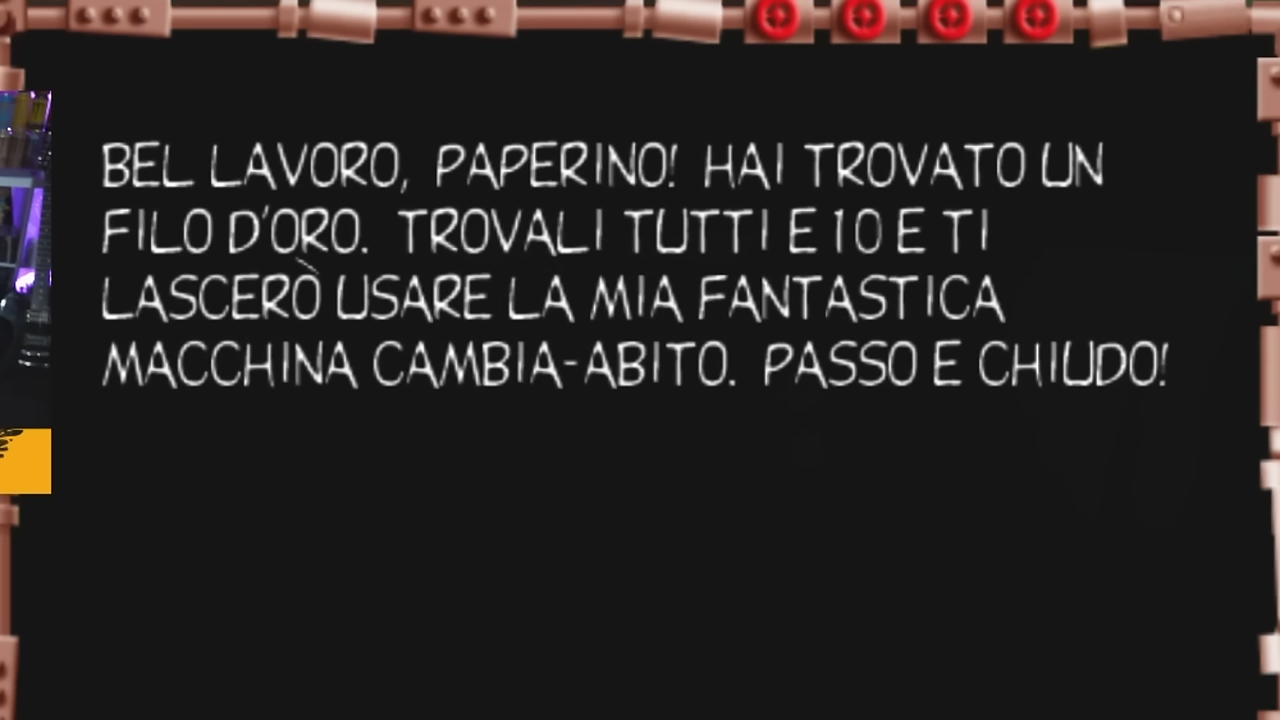 BEL LAVORO, PAPERINO! HAI TROVATO UN
FILO D'ORO. TROVALI TUTTI E 10 E TI
LASCERÒ USARE LA MIA FANTASTICA
MACCHINA CAMBIA-ABITO. PASSO E CHIUDO!